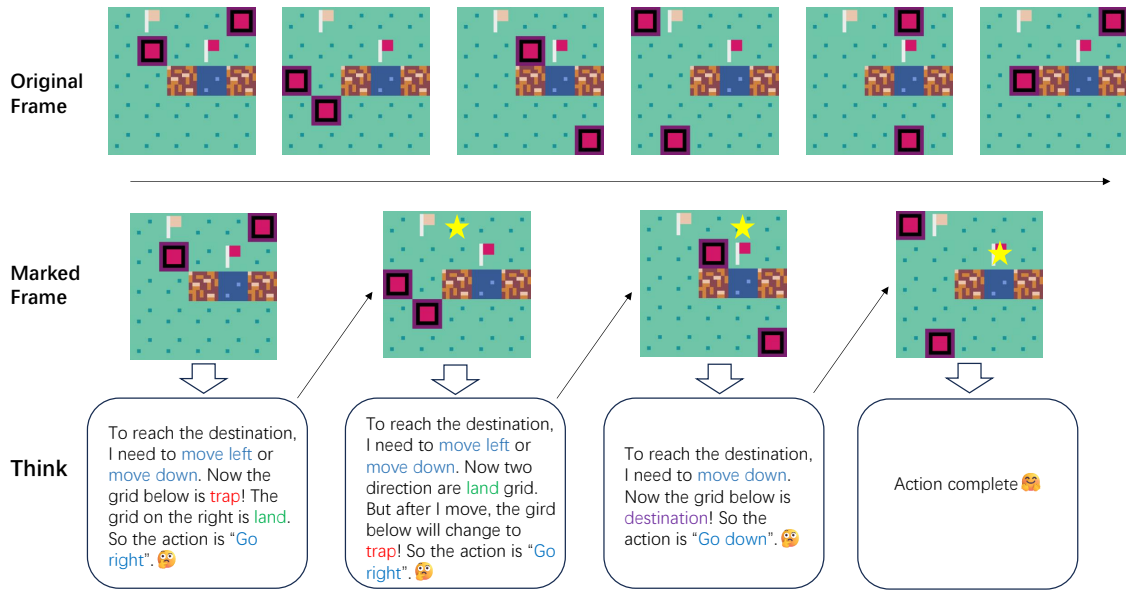 Original
Frame
Marked
Frame
Think
To reach the destination,
I need to move left or
move down. Now the
grid below is trap! The
grid on the right is land.
So the action is “Go
right”.
To reach the destination,
I need to move left or
move down. Now two
direction are land grid.
But after I move, the gird
below will change to
trap! So the action is “Go
right”.
To reach the destination,
I need to move down.
Now the grid below is
destination! So the
action is “Go down”.
Action complete